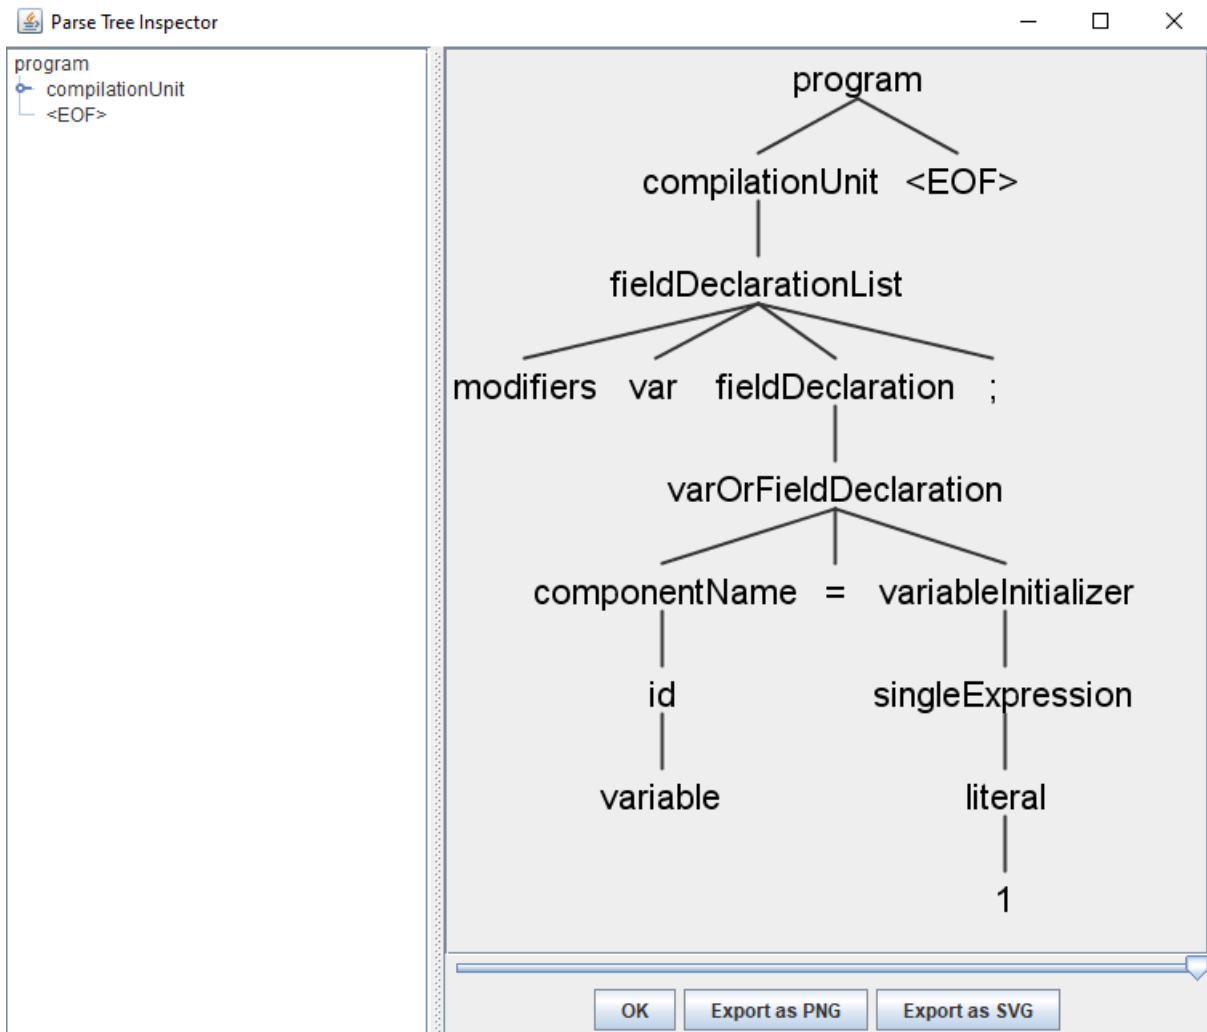 Parse Tree Inspector
program
compilationUnit
<EOF>
program
compilationUnit <EOF>
fieldDeclarationList
modifiers var fieldDeclaration ;
varOrFieldDeclaration
componentName = variableInitializer
id singleExpression
variable literal
1
OK Export as PNG Export as SVG